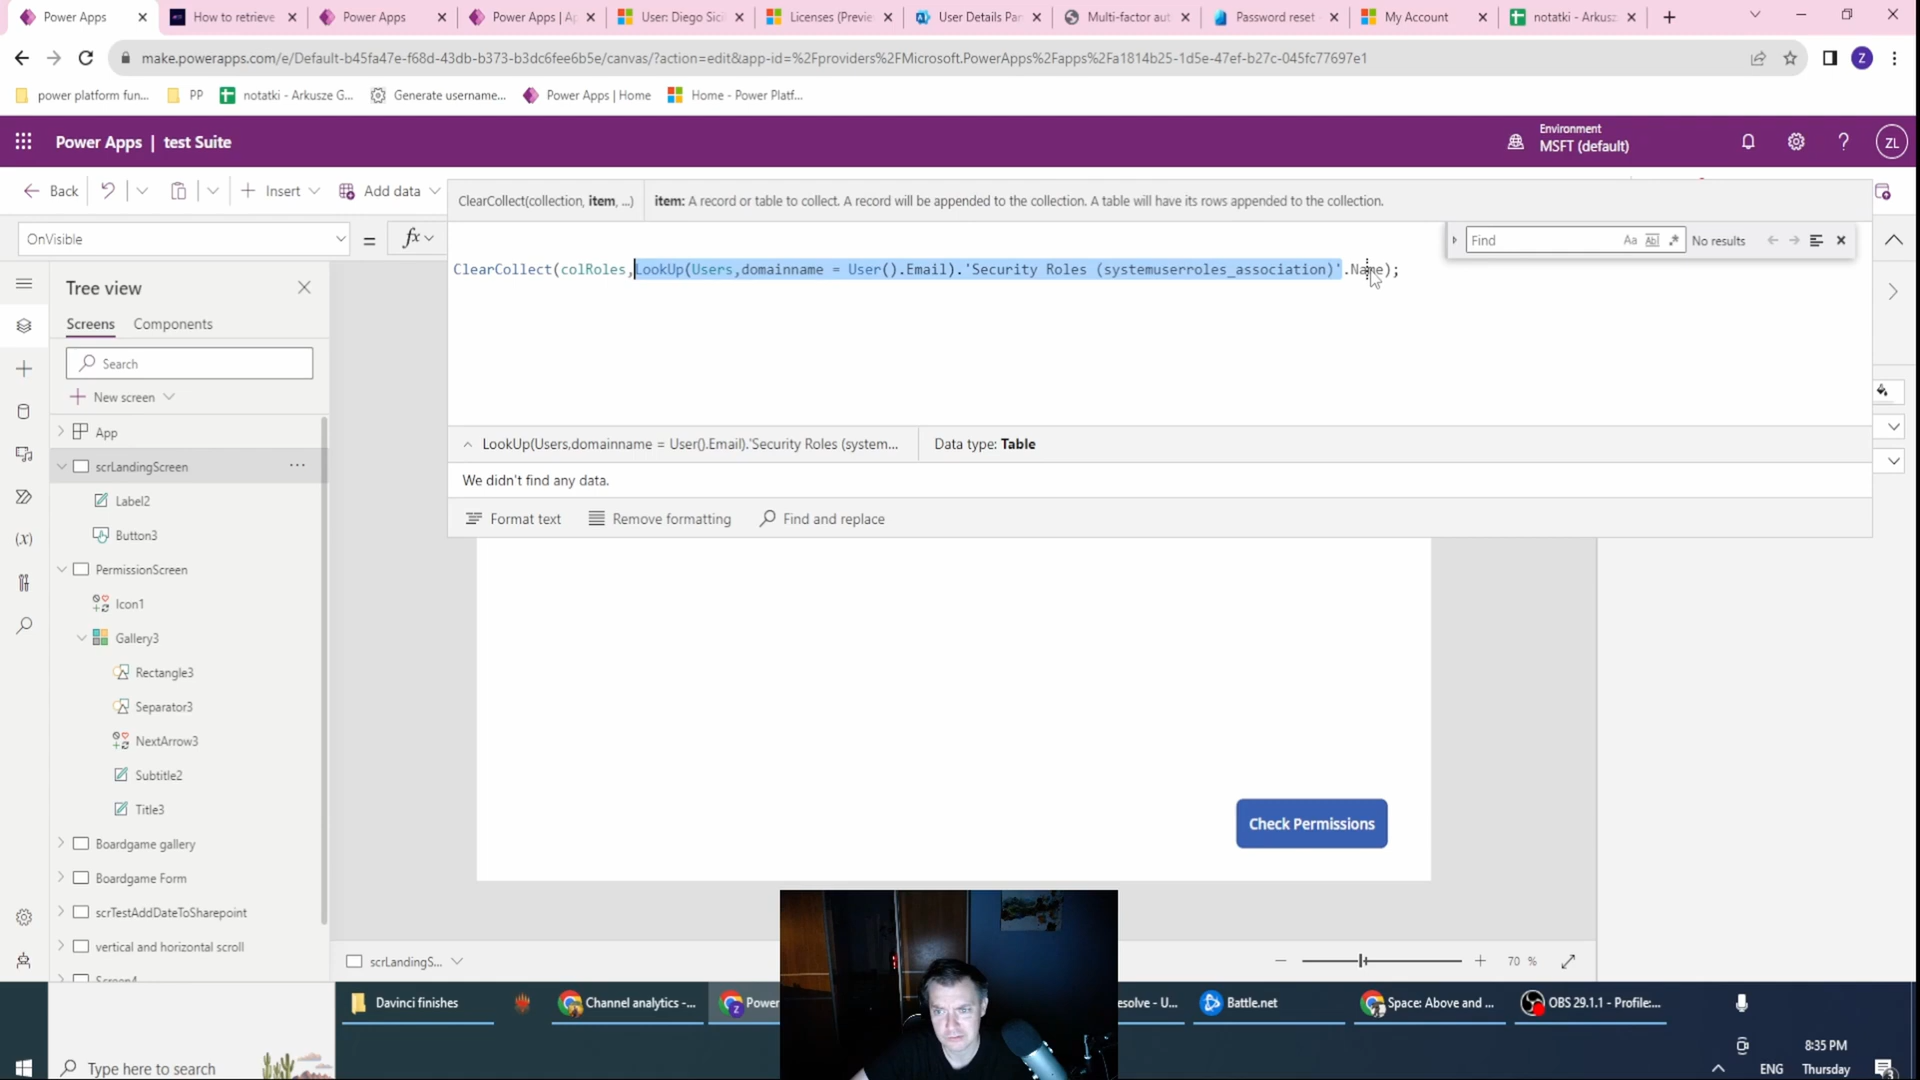 Power Apps
How to retrieve
Power Apps
Power Apps | Ap
User: Diego Sici
Licenses (Previe
User Details Par
Multi-factor aut
Password reset
My Account
notatki - Arkusz
make.powerapps.com/e/Default-b45fa47e-f68d-43db-b373-b3dc6fee6b5e/canvas/?action=edit&app-id=%2Fproviders%2FMicrosoft.PowerApps%2Fapps%2Fa1814b25-1d5e-47ef-b27c-045fc77697e1
Z
power platform fun...
PP
notatki - Arkusze G...
Generate username...
Power Apps | Home
Home - Power Platf...
Power Apps | test Suite
Environment
MSFT (default)
ZL
Back
Insert
Add data
ClearCollect(collection, item, ...)
item: A record or table to collect. A record will be appended to the collection. A table will have its rows appended to the collection.
OnVisible
=
fx
Find
Aa
Ab
No results
ClearCollect(colRoles,LookUp(Users,domainname = User().Email).'Security Roles (systemuserroles_association)'.Name);
Tree view
Screens
Components
Search
New screen
App
scrLandingScreen
Label2
Button3
PermissionScreen
Icon1
Gallery3
Rectangle3
Separator3
NextArrow3
Subtitle2
Title3
Boardgame gallery
Boardgame Form
scrTestAddDateToSharepoint
vertical and horizontal scroll
Screen4
LookUp(Users,domainname = User().Email).'Security Roles (system...
Data type: Table
We didn't find any data.
Format text
Remove formatting
Find and replace
Check Permissions
scrLandingS...
70 %
Davinci finishes
Channel analytics -...
Power
esolve - U...
Battle.net
Space: Above and ...
OBS 29.1.1 - Profile:...
Type here to search
8:35 PM
ENG
Thursday
3